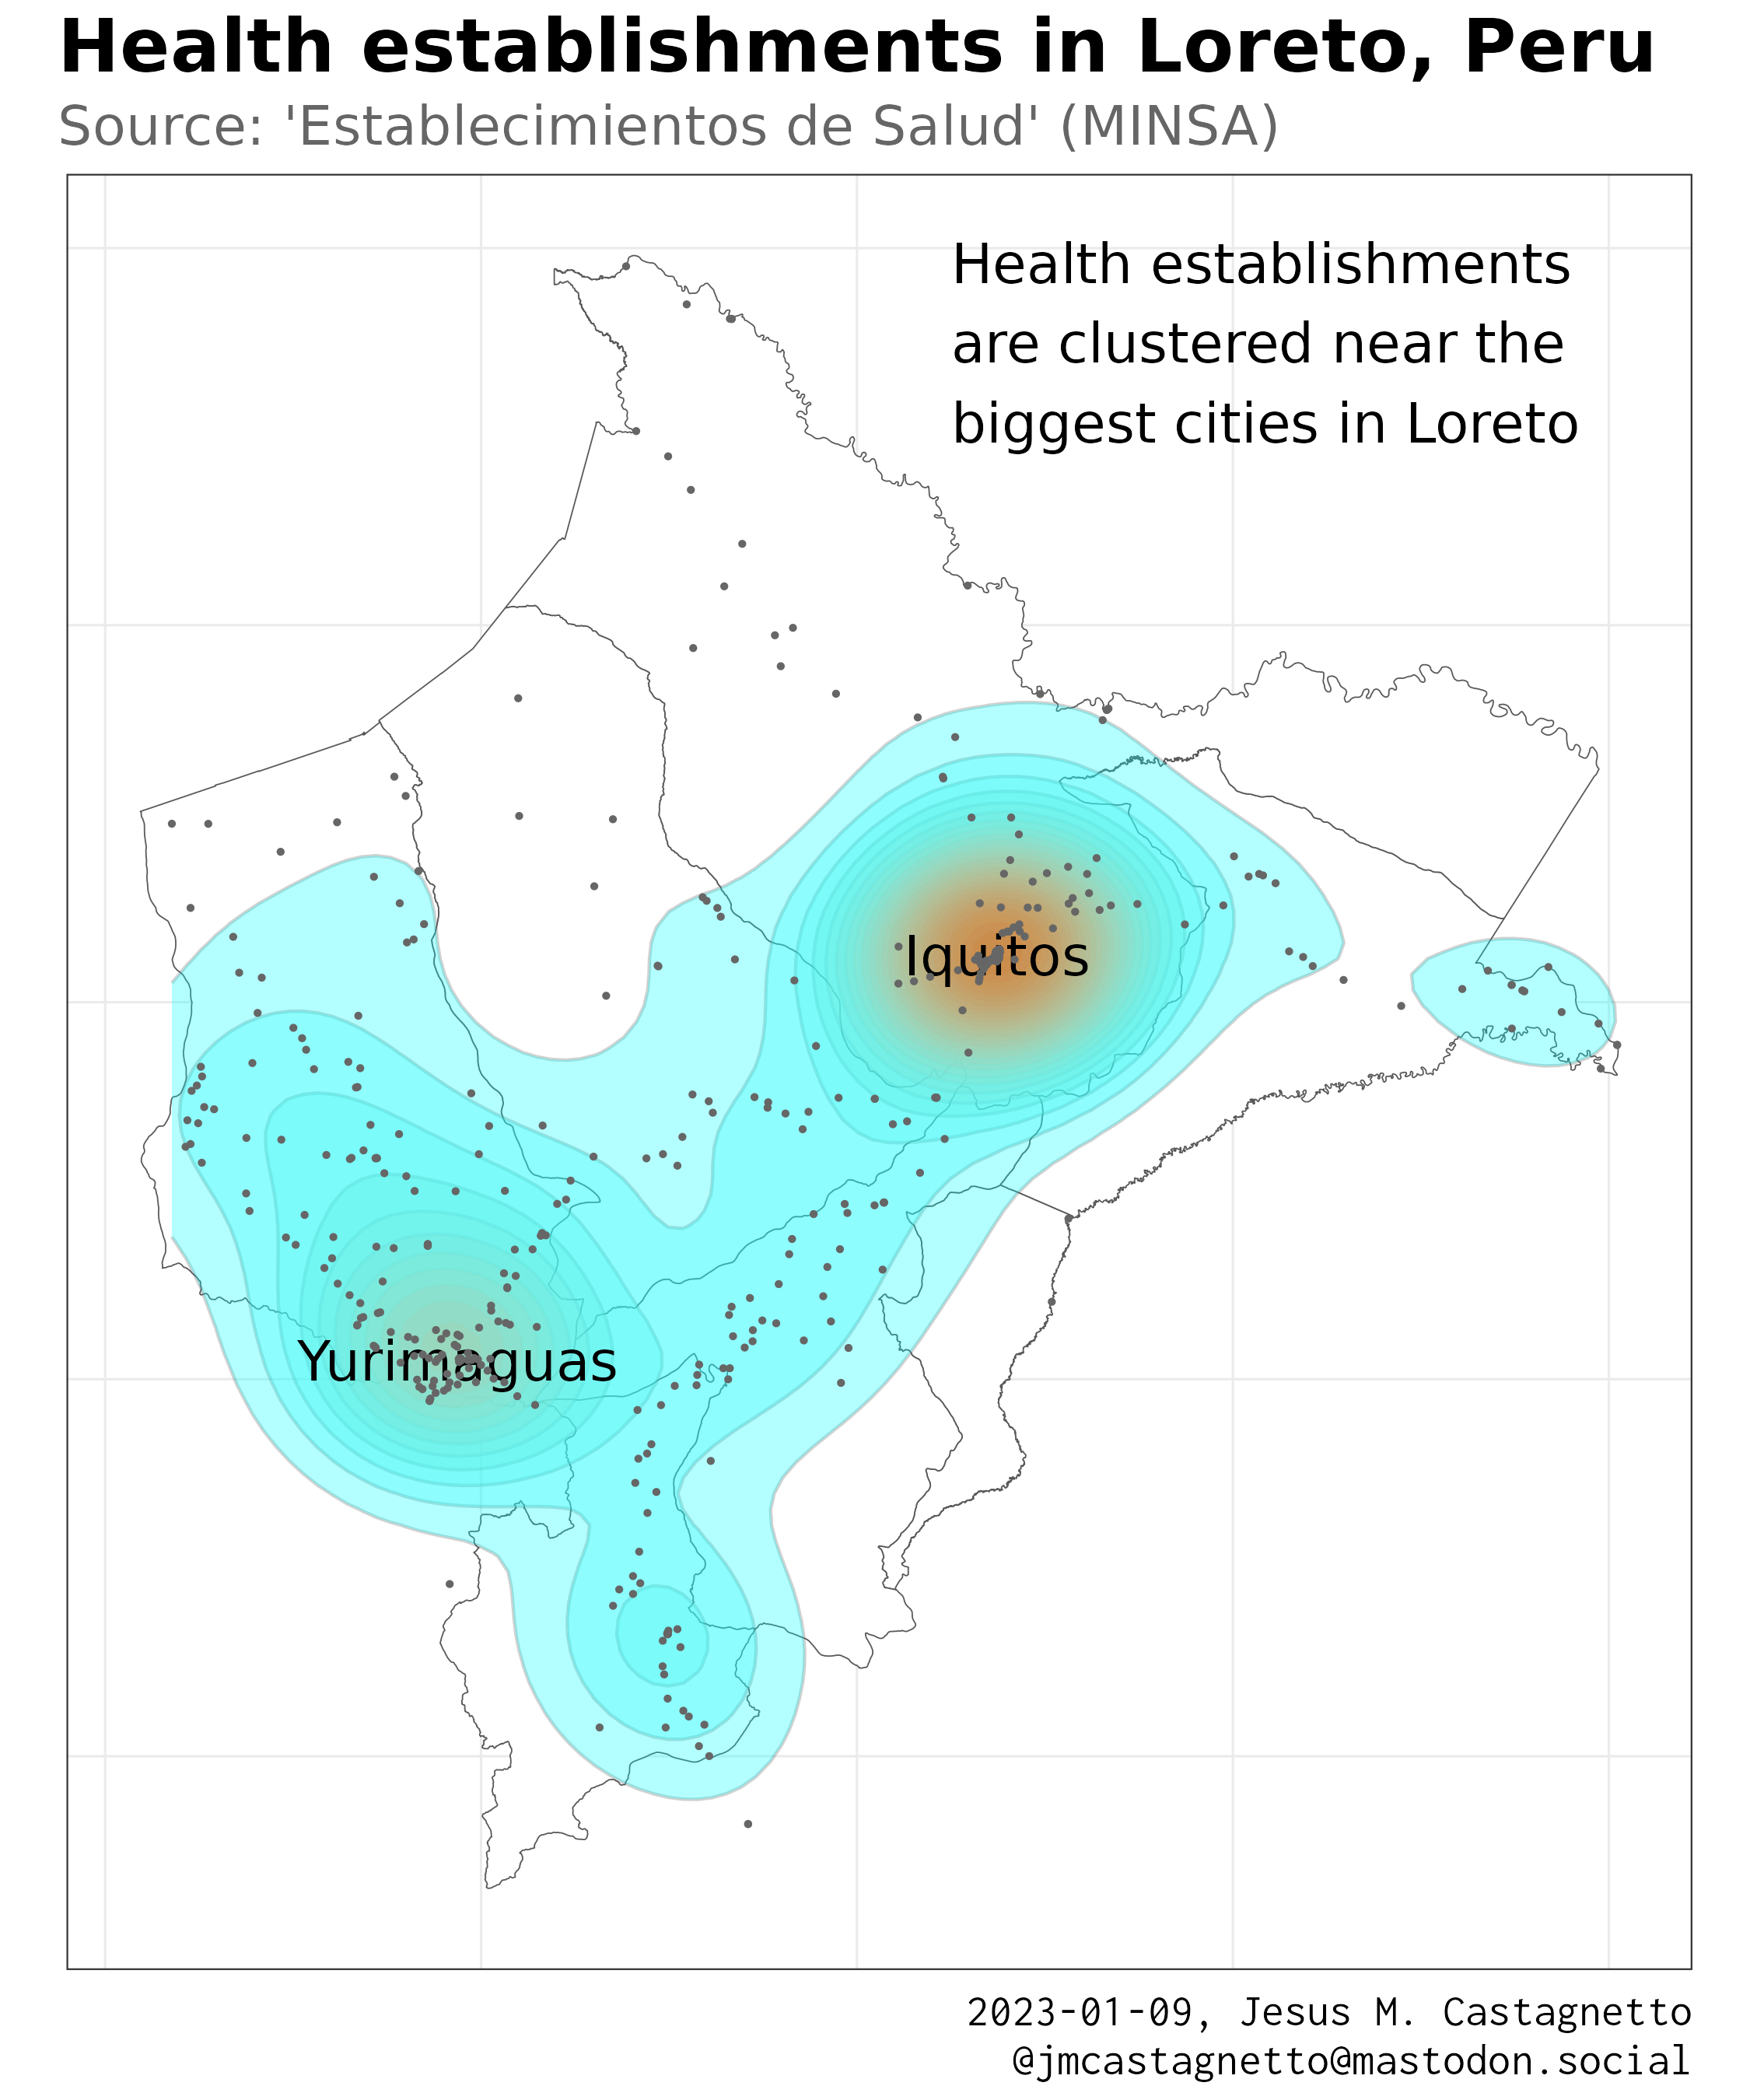 Health establishments in Loreto, Peru
Source: 'Establecimientos de Salud' (MINSA)
Health establishments
are clustered near the
biggest cities in Loreto
Iquitos
Yurimaguas
2023-01-09, Jesus M. Castagnetto
@jmcastagnetto@mastodon.social